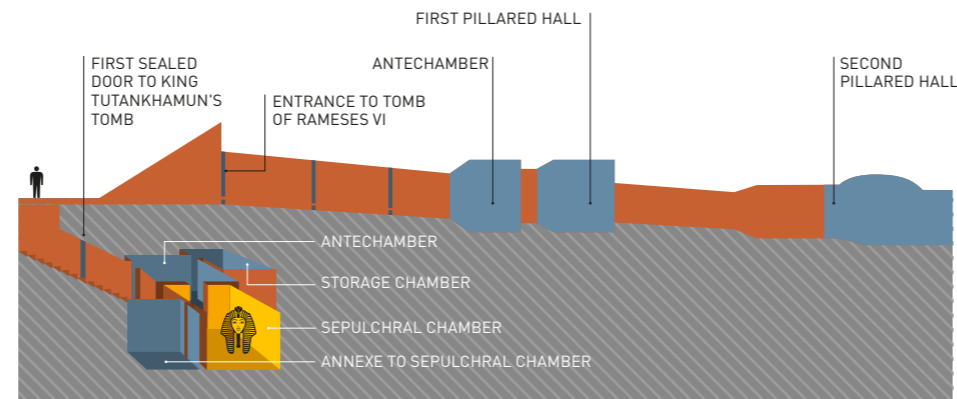 FIRST PILLARED HALL
FIRST SEALED
DOOR TO KING
TUTANKHAMUN'S
TOMB
ANTECHAMBER
SECOND
PILLARED HALL
ENTRANCE TO TOMB
OF RAMESES VI
ANTECHAMBER
STORAGE CHAMBER
SEPULCHRAL CHAMBER
ANNEXE TO SEPULCHRAL CHAMBER